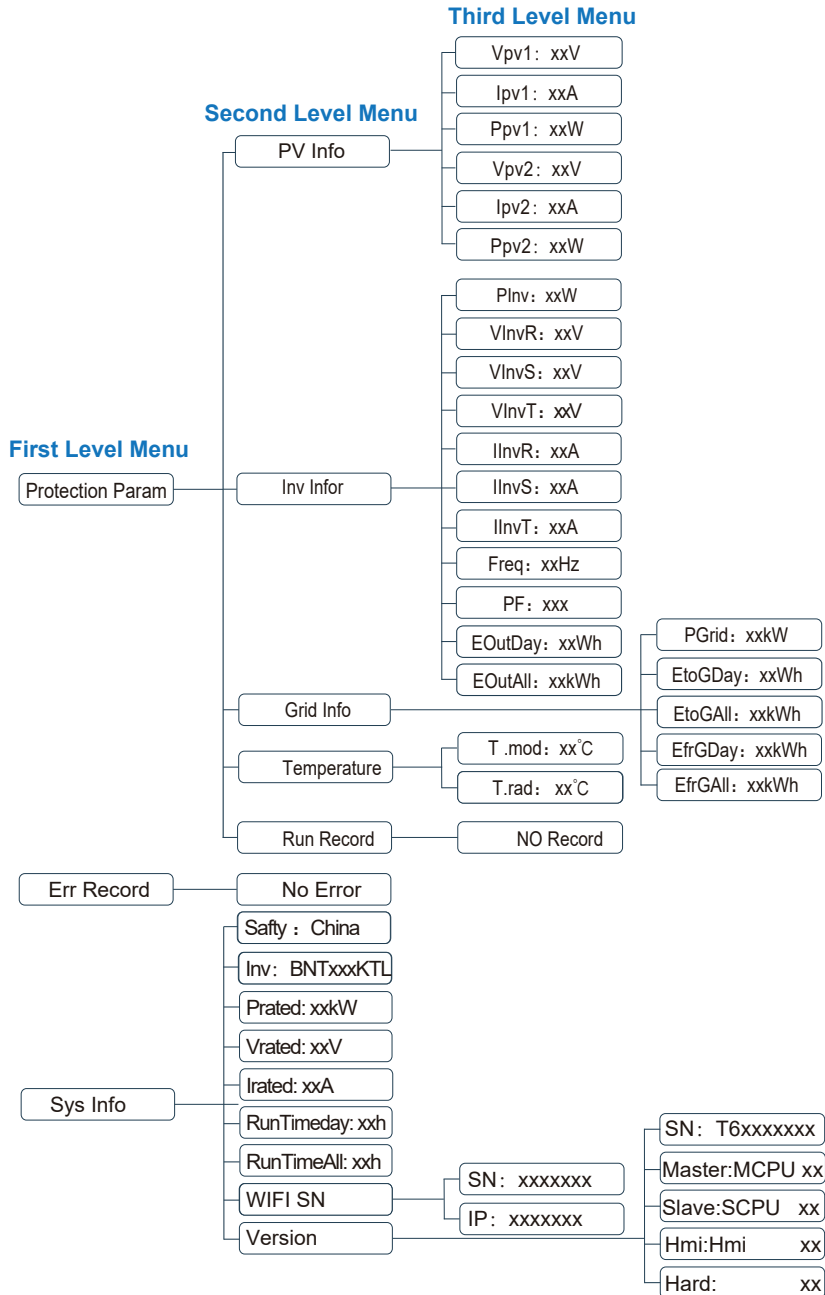 Third Level Menu
Vpv1: xxV
Ipv1: xxA
Second Level Menu
Ppv1: xxW
PV Info
Vpv2: xxV
Ipv2: xxA
Ppv2: xxW
PInv: xxW
VInvR: xxV
VInvS: xxV
VInvT: xxV
First Level Menu
IInvR: xxA
Protection Param
Inv Infor
IInvS: xxA
IInvT: xxA
Freq: xxHz
PF: xxx
EOutDay: xxWh
EOutAll: xxkWh
Grid Info
PGrid: xxkW
EtoGDay: xxWh
EtoGAll: xxkWh
EfrGDay: xxkWh
EfrGAll: xxkWh
Temperature
T .mod: xx°C
T.rad: xx°C
Run Record
NO Record
Err Record
No Error
Sys Info
Safty : China
Inv: BNTxxxKTL
Prated: xxkW
Vrated: xxV
Irated: xxA
RunTimeday: xxh
RunTimeAll: xxh
WIFI SN
SN: xxxxxxx
IP: xxxxxxx
Version
SN: T6xxxxxxx
Master:MCPU xx
Slave:SCPU xx
Hmi:Hmi xx
Hard: xx